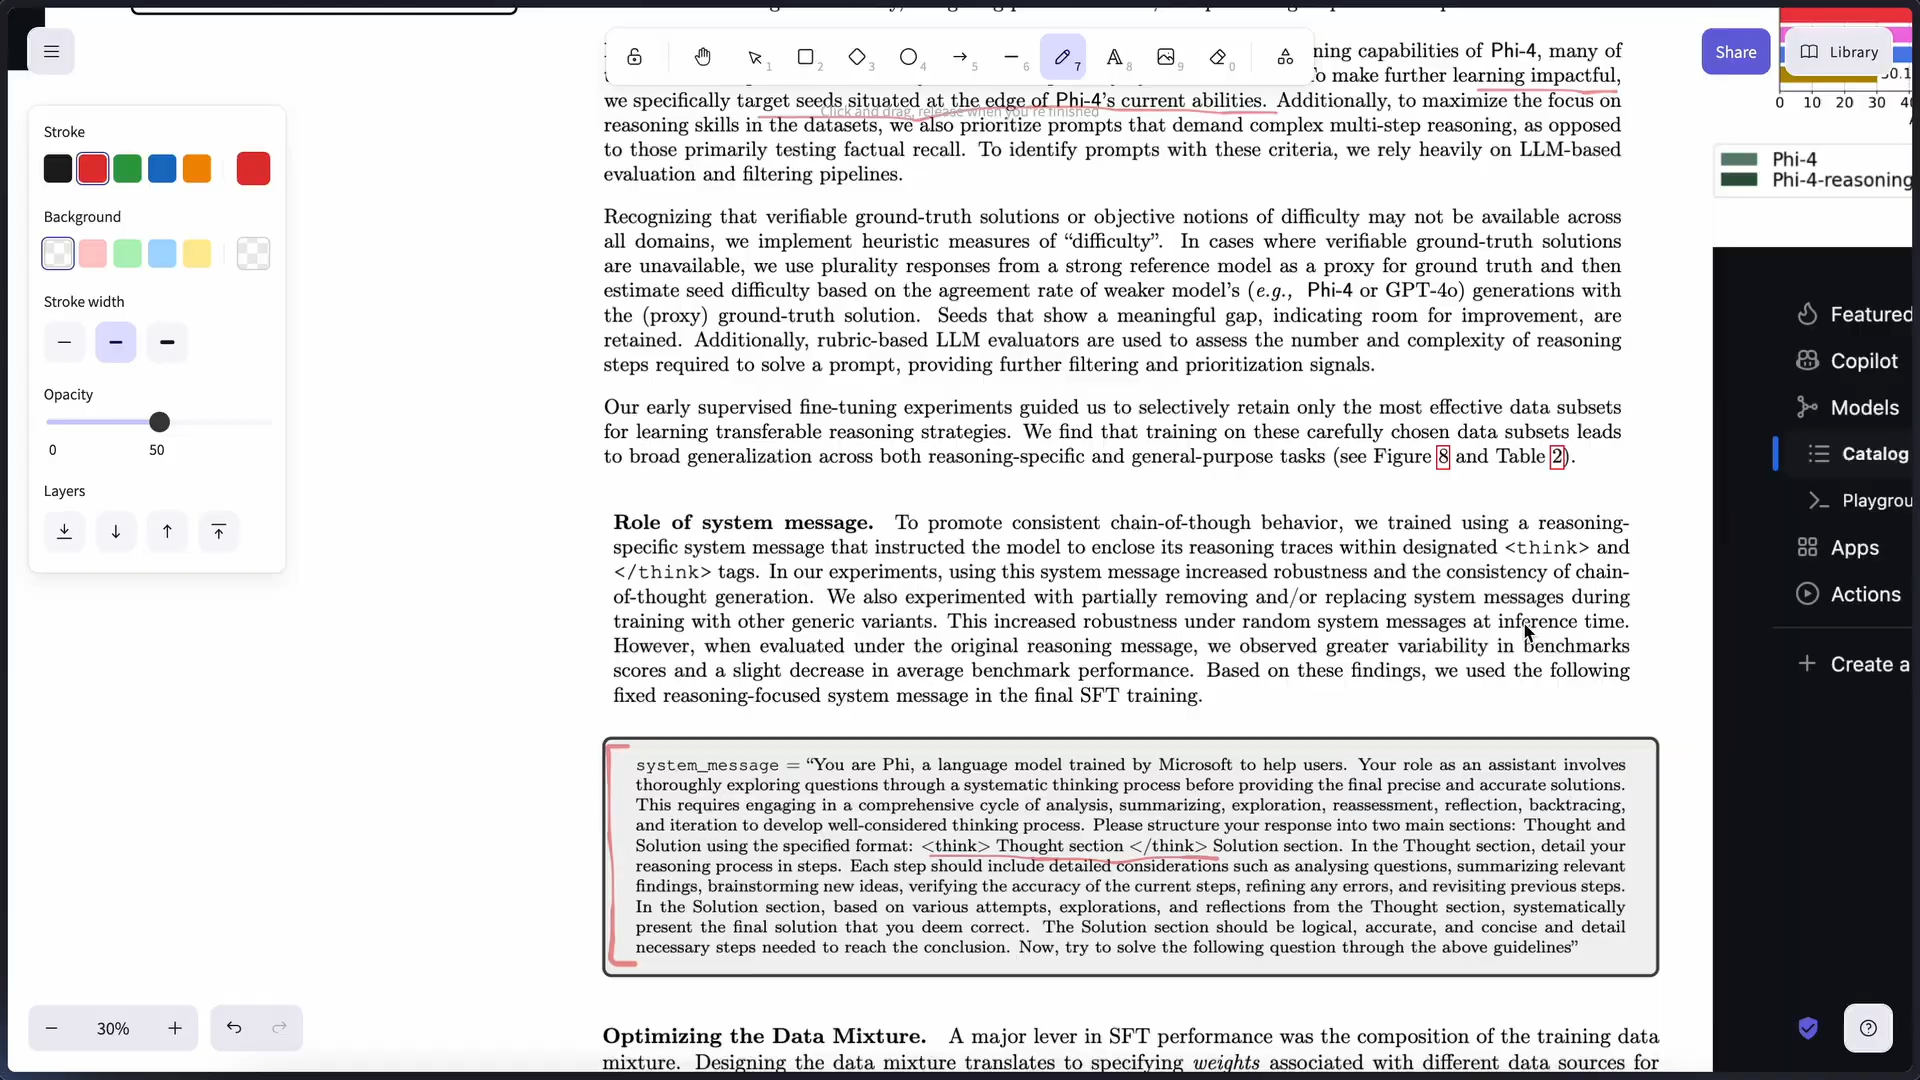 ning capabilities of Phi-4, many of
o make further learning impactful,
we specifically target seeds situated at the edge of Phi-4's current abilities. Additionally, to maximize the focus on
Click and drag, release when you're finished
reasoning skills in the datasets, we also prioritize prompts that demand complex multi-step reasoning, as opposed
to those primarily testing factual recall. To identify prompts with these criteria, we rely heavily on LLM-based
evaluation and filtering pipelines.
Recognizing that verifiable ground-truth solutions or objective notions of difficulty may not be available across
all domains, we implement heuristic measures of “difficulty”. In cases where verifiable ground-truth solutions
are unavailable, we use plurality responses from a strong reference model as a proxy for ground truth and then
estimate seed difficulty based on the agreement rate of weaker model's (e.g., Phi-4 or GPT-4o) generations with
the (proxy) ground-truth solution. Seeds that show a meaningful gap, indicating room for improvement, are
retained. Additionally, rubric-based LLM evaluators are used to assess the number and complexity of reasoning
steps required to solve a prompt, providing further filtering and prioritization signals.
Our early supervised fine-tuning experiments guided us to selectively retain only the most effective data subsets
for learning transferable reasoning strategies. We find that training on these carefully chosen data subsets leads
to broad generalization across both reasoning-specific and general-purpose tasks (see Figure 8 and Table 2).
Role of system message. To promote consistent chain-of-though behavior, we trained using a reasoning-
specific system message that instructed the model to enclose its reasoning traces within designated <think> and
</think> tags. In our experiments, using this system message increased robustness and the consistency of chain-
of-thought generation. We also experimented with partially removing and/or replacing system messages during
training with other generic variants. This increased robustness under random system messages at inference time.
However, when evaluated under the original reasoning message, we observed greater variability in benchmarks
scores and a slight decrease in average benchmark performance. Based on these findings, we used the following
fixed reasoning-focused system message in the final SFT training.
system_message = “You are Phi, a language model trained by Microsoft to help users. Your role as an assistant involves
thoroughly exploring questions through a systematic thinking process before providing the final precise and accurate solutions.
This requires engaging in a comprehensive cycle of analysis, summarizing, exploration, reassessment, reflection, backtracing,
and iteration to develop well-considered thinking process. Please structure your response into two main sections: Thought and
Solution using the specified format: <think> Thought section </think> Solution section. In the Thought section, detail your
reasoning process in steps. Each step should include detailed considerations such as analysing questions, summarizing relevant
findings, brainstorming new ideas, verifying the accuracy of the current steps, refining any errors, and revisiting previous steps.
In the Solution section, based on various attempts, explorations, and reflections from the Thought section, systematically
present the final solution that you deem correct. The Solution section should be logical, accurate, and concise and detail
necessary steps needed to reach the conclusion. Now, try to solve the following question through the above guidelines”
Optimizing the Data Mixture. A major lever in SFT performance was the composition of the training data
mixture. Designing the data mixture translates to specifying weights associated with different data sources for
1
2
3
4
5
6
7
8
9
0
Stroke
Background
Stroke width
Opacity
0
50
Layers
30%
Share
Library
0 10 20 30
Phi-4
Phi-4-reasoning
Featured
Copilot
Models
Catalog
Playgrou
Apps
Actions
Create a